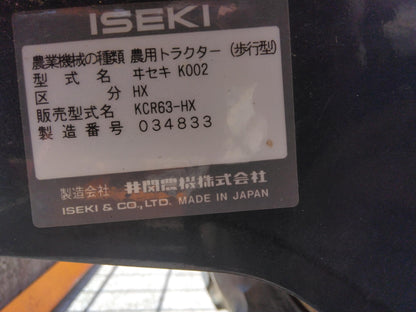 ISEKI
農業機械の種類 農用トラクター (歩行型)
型式名 ヰセキ K002
区分 HX
販売型式名 KCR63-HX
製造番号 034833
製造会社 井関農機株式会社
ISEKI & CO., LTD. MADE IN JAPAN